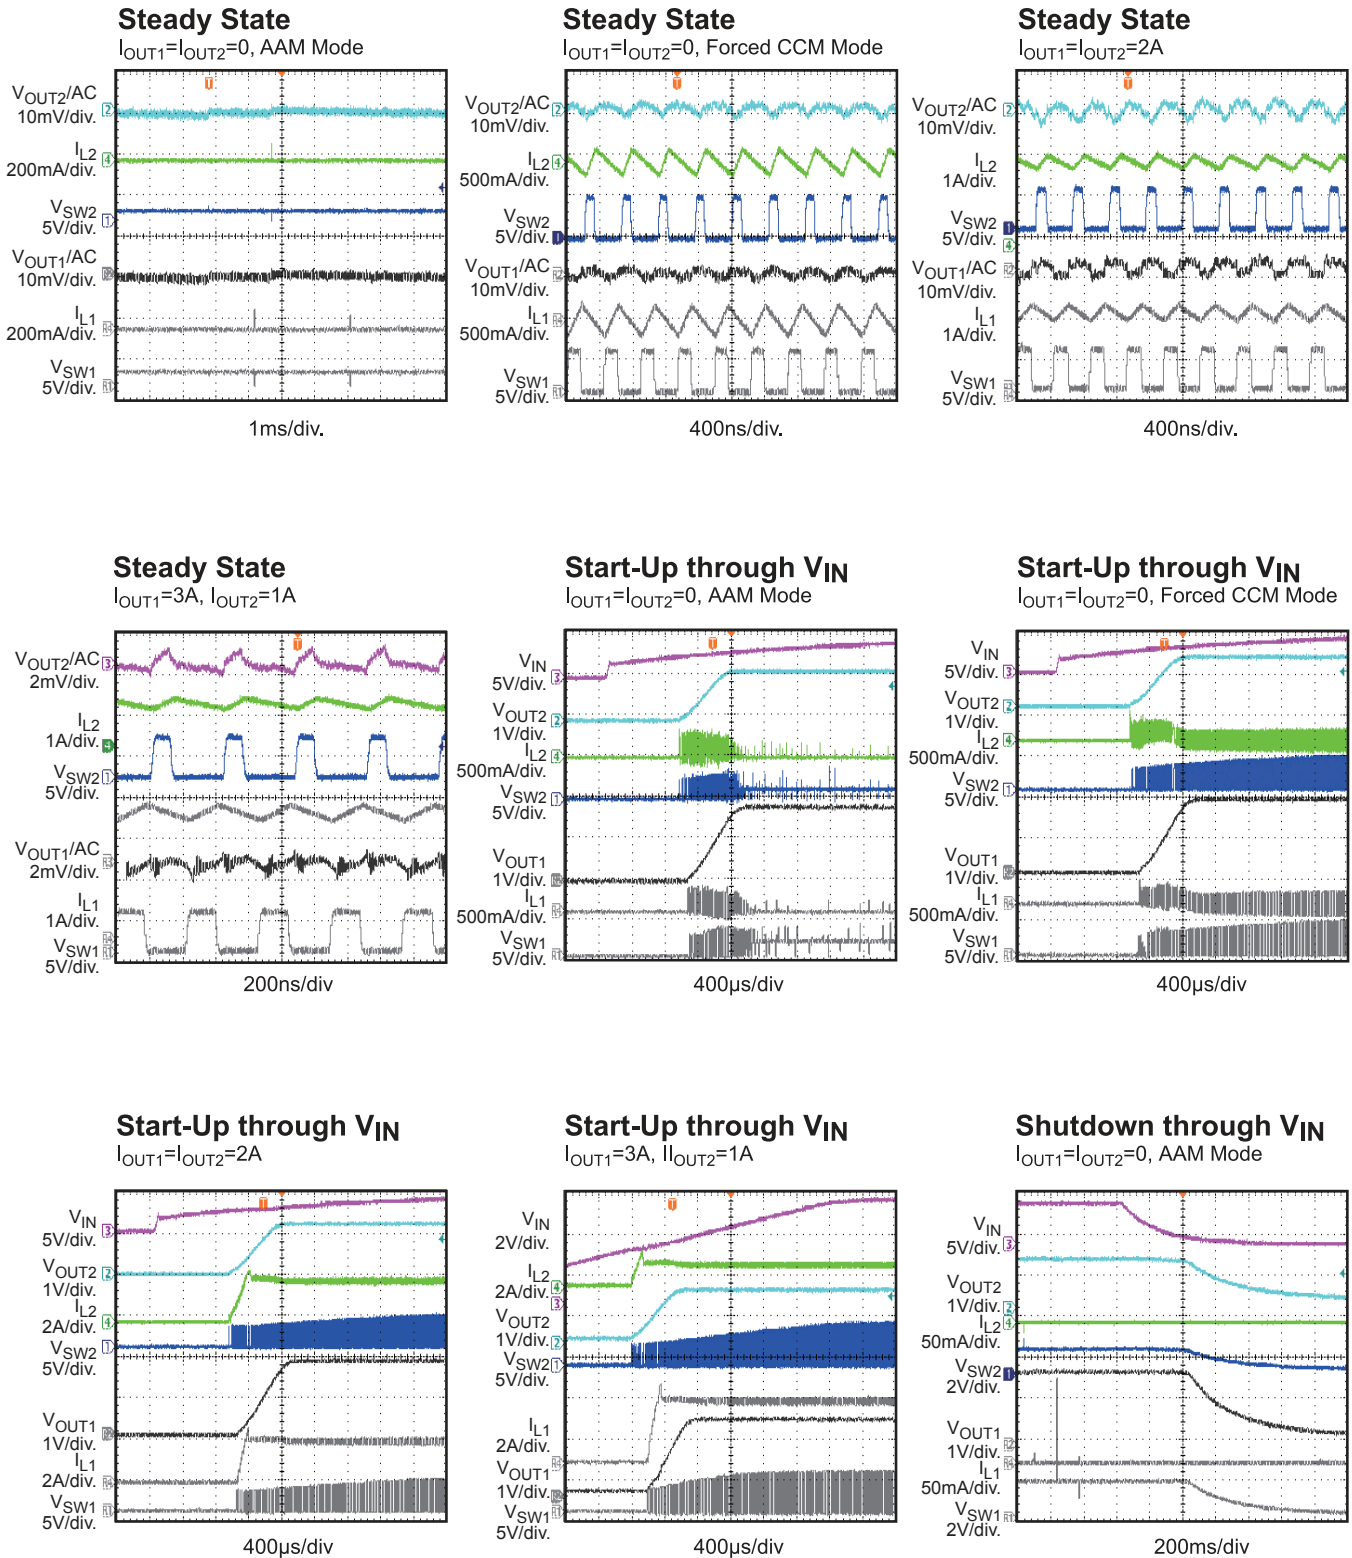 Steady State
IOUT1=IOUT2=0, AAM Mode
VOUT2/AC
10mV/div.
IL2
200mA/div.
VSW2
5V/div.
VOUT1/AC
10mV/div.
IL1
200mA/div.
VSW1
5V/div.
1ms/div.
Steady State
IOUT1=IOUT2=0, Forced CCM Mode
VOUT2/AC
10mV/div.
IL2
500mA/div.
VSW2
5V/div.
VOUT1/AC
10mV/div.
IL1
500mA/div.
VSW1
5V/div.
400ns/div.
Steady State
IOUT1=IOUT2=2A
VOUT2/AC
10mV/div.
IL2
1A/div.
VSW2
5V/div.
VOUT1/AC
10mV/div.
IL1
1A/div.
VSW1
5V/div.
400ns/div.
Steady State
IOUT1=3A, IOUT2=1A
VOUT2/AC
2mV/div.
IL2
1A/div.
VSW2
5V/div.
VOUT1/AC
2mV/div.
IL1
1A/div.
VSW1
5V/div.
200ns/div
Start-Up through VIN
IOUT1=IOUT2=0, AAM Mode
VIN
5V/div.
VOUT2
1V/div.
IL2
500mA/div.
VSW2
5V/div.
VOUT1
1V/div.
IL1
500mA/div.
VSW1
5V/div.
400µs/div
Start-Up through VIN
IOUT1=IOUT2=0, Forced CCM Mode
VIN
5V/div.
VOUT2
1V/div.
IL2
500mA/div.
VSW2
5V/div.
VOUT1
1V/div.
IL1
500mA/div.
VSW1
5V/div.
400µs/div
Start-Up through VIN
IOUT1=IOUT2=2A
VIN
5V/div.
VOUT2
1V/div.
IL2
2A/div.
VSW2
5V/div.
VOUT1
1V/div.
IL1
2A/div.
VSW1
5V/div.
400µs/div
Start-Up through VIN
IOUT1=3A, IIOUT2=1A
VIN
2V/div.
IL2
2A/div.
VOUT2
1V/div.
VSW2
5V/div.
IL1
2A/div.
VOUT1
1V/div.
VSW1
5V/div.
400µs/div
Shutdown through VIN
IOUT1=IOUT2=0, AAM Mode
VIN
5V/div.
VOUT2
1V/div.
IL2
50mA/div.
VSW2
2V/div.
VOUT1
1V/div.
IL1
50mA/div.
VSW1
2V/div.
200ms/div